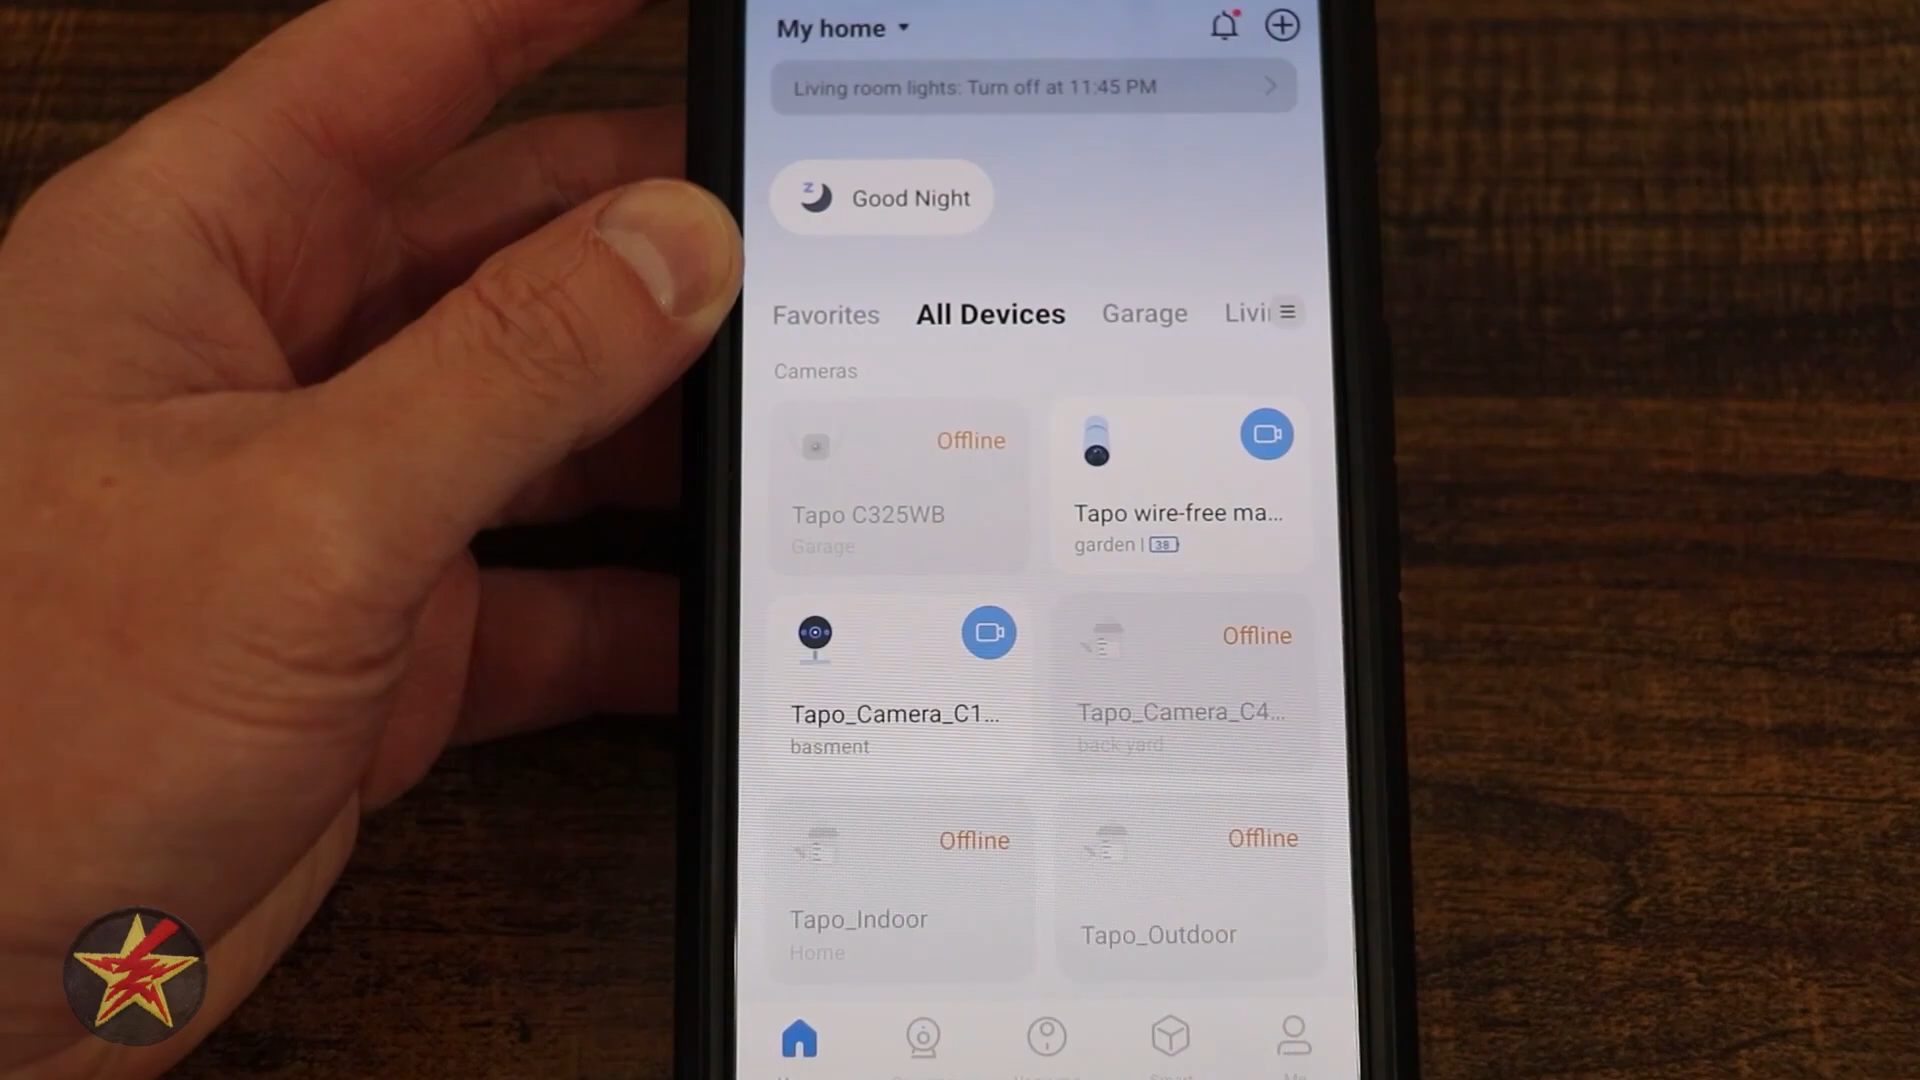 My home
Living room lights: Turn off at 11:45 PM
Good Night
Favorites All Devices Garage Livi
Cameras
Offline
Tapo C325WB
Garage
Tapo wire-free ma...
garden | 38
Tapo_Camera_C1...
basment
Offline
Tapo_Camera_C4...
back yard
Offline
Tapo_Indoor
Home
Offline
Tapo_Outdoor